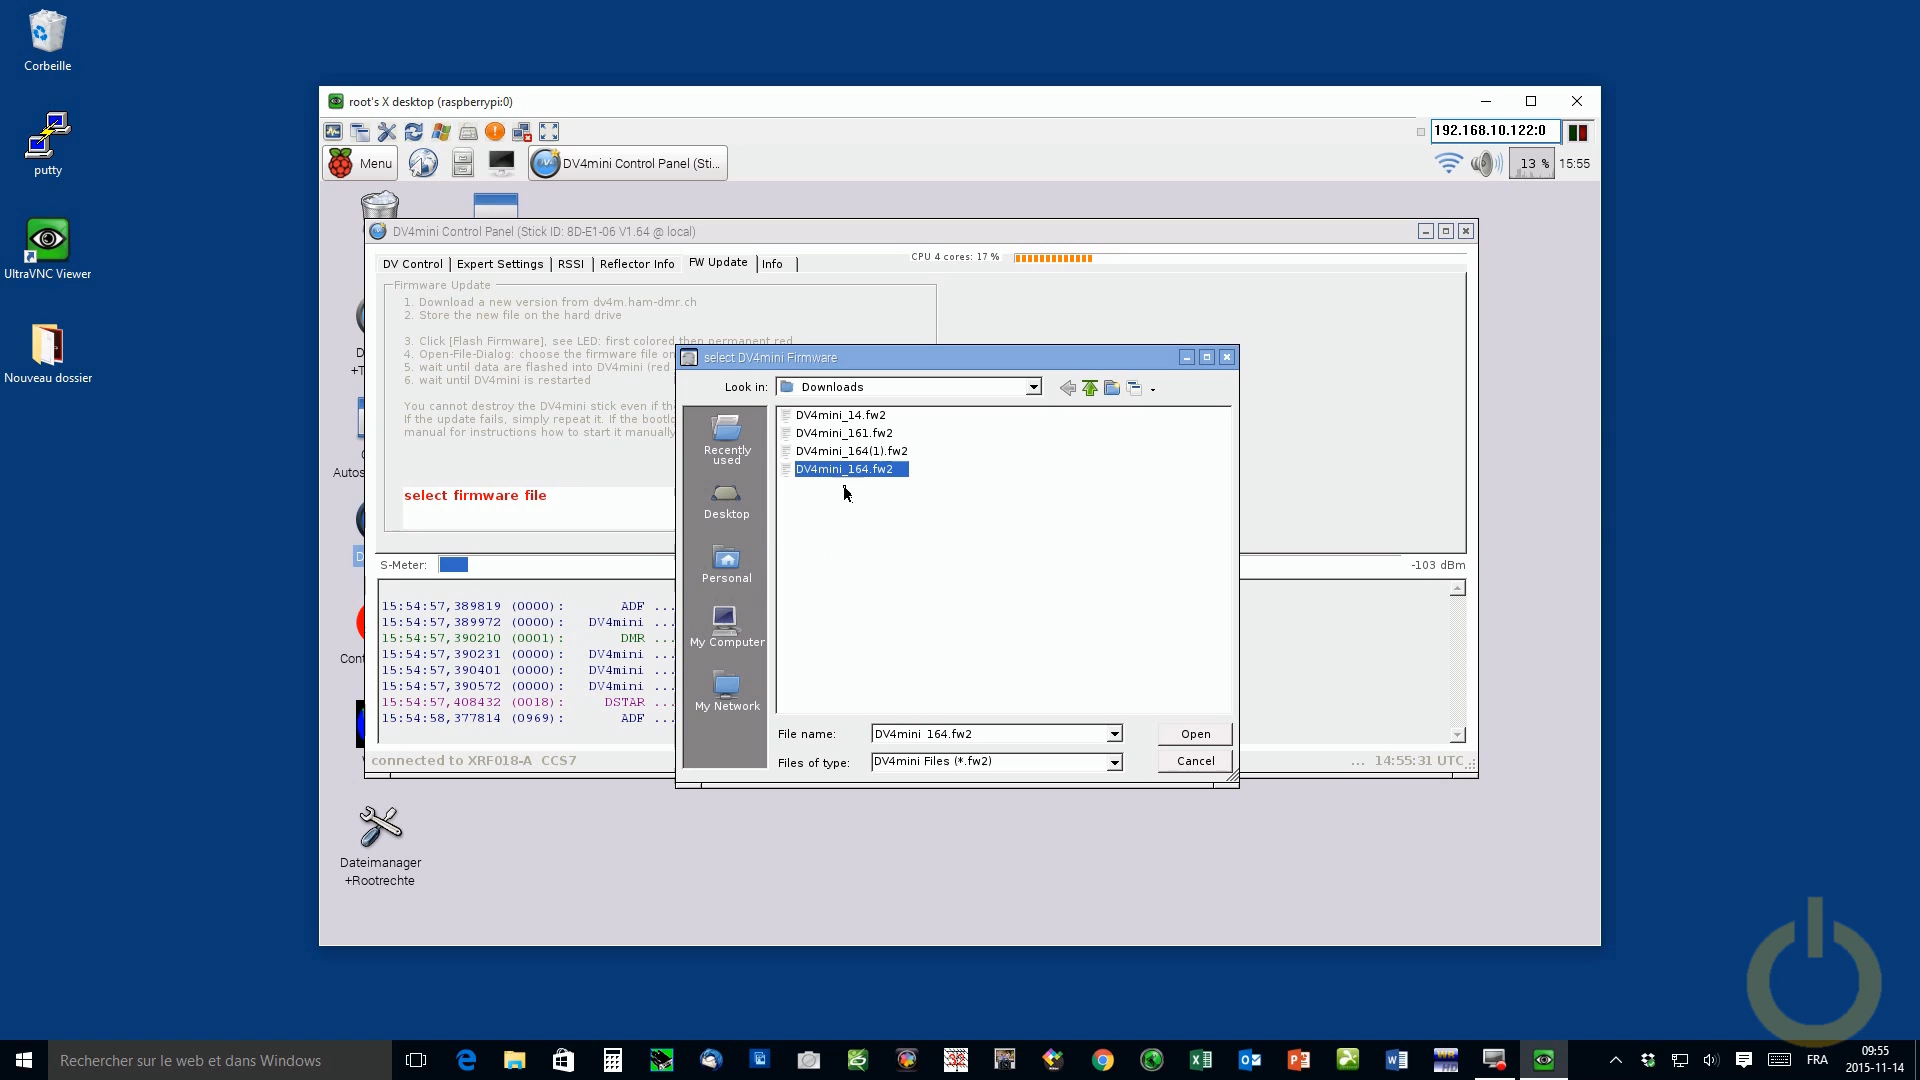 Corbeille
putty
UltraVNC Viewer
Nouveau dossier
root's X desktop (raspberrypi:0)
192.168.10.122:0
Menu
DV4mini Control Panel (Sti...
13 %
15:55
DV4mini Control Panel (Stick ID: 8D-E1-06 V1.64 @ local)
DV Control
Expert Settings
RSSI
Reflector Info
FW Update
Info
CPU 4 cores: 17 %
Firmware Update
1. Download a new version from dv4m.ham-dmr.ch
2. Store the new file on the hard drive
3. Click [Flash Firmware], see LED: first colored then permanent red
4. Open-File-Dialog: choose the firmware file
5. wait until data are flashed into DV4mini (red
6. wait until DV4mini is restarted
You cannot destroy the DV4mini stick even if the
If the update fails, simply repeat it. If the
manual for instructions how to start it manually
select firmware file
S-Meter:
-103 dBm
15:54:57,389819 (0000): ADF ...
15:54:57,389972 (0000): DV4mini ...
15:54:57,390210 (0001): DMR ...
15:54:57,390231 (0000): DV4mini ...
15:54:57,390401 (0000): DV4mini ...
15:54:57,390572 (0000): DV4mini ...
15:54:57,408432 (0018): DSTAR ...
15:54:58,377814 (0969): ADF ...
connected to XRF018-A CCS7
... 14:55:31 UTC
select DV4mini Firmware
Look in:
Downloads
Recently
used
Desktop
Personal
My Computer
My Network
DV4mini_14.fw2
DV4mini_161.fw2
DV4mini_164(1).fw2
DV4mini_164.fw2
File name:
DV4mini 164.fw2
Open
Files of type:
DV4mini Files (*.fw2)
Cancel
Dateimanager
+Rootrechte
Rechercher sur le web et dans Windows
FRA
09:55
2015-11-14